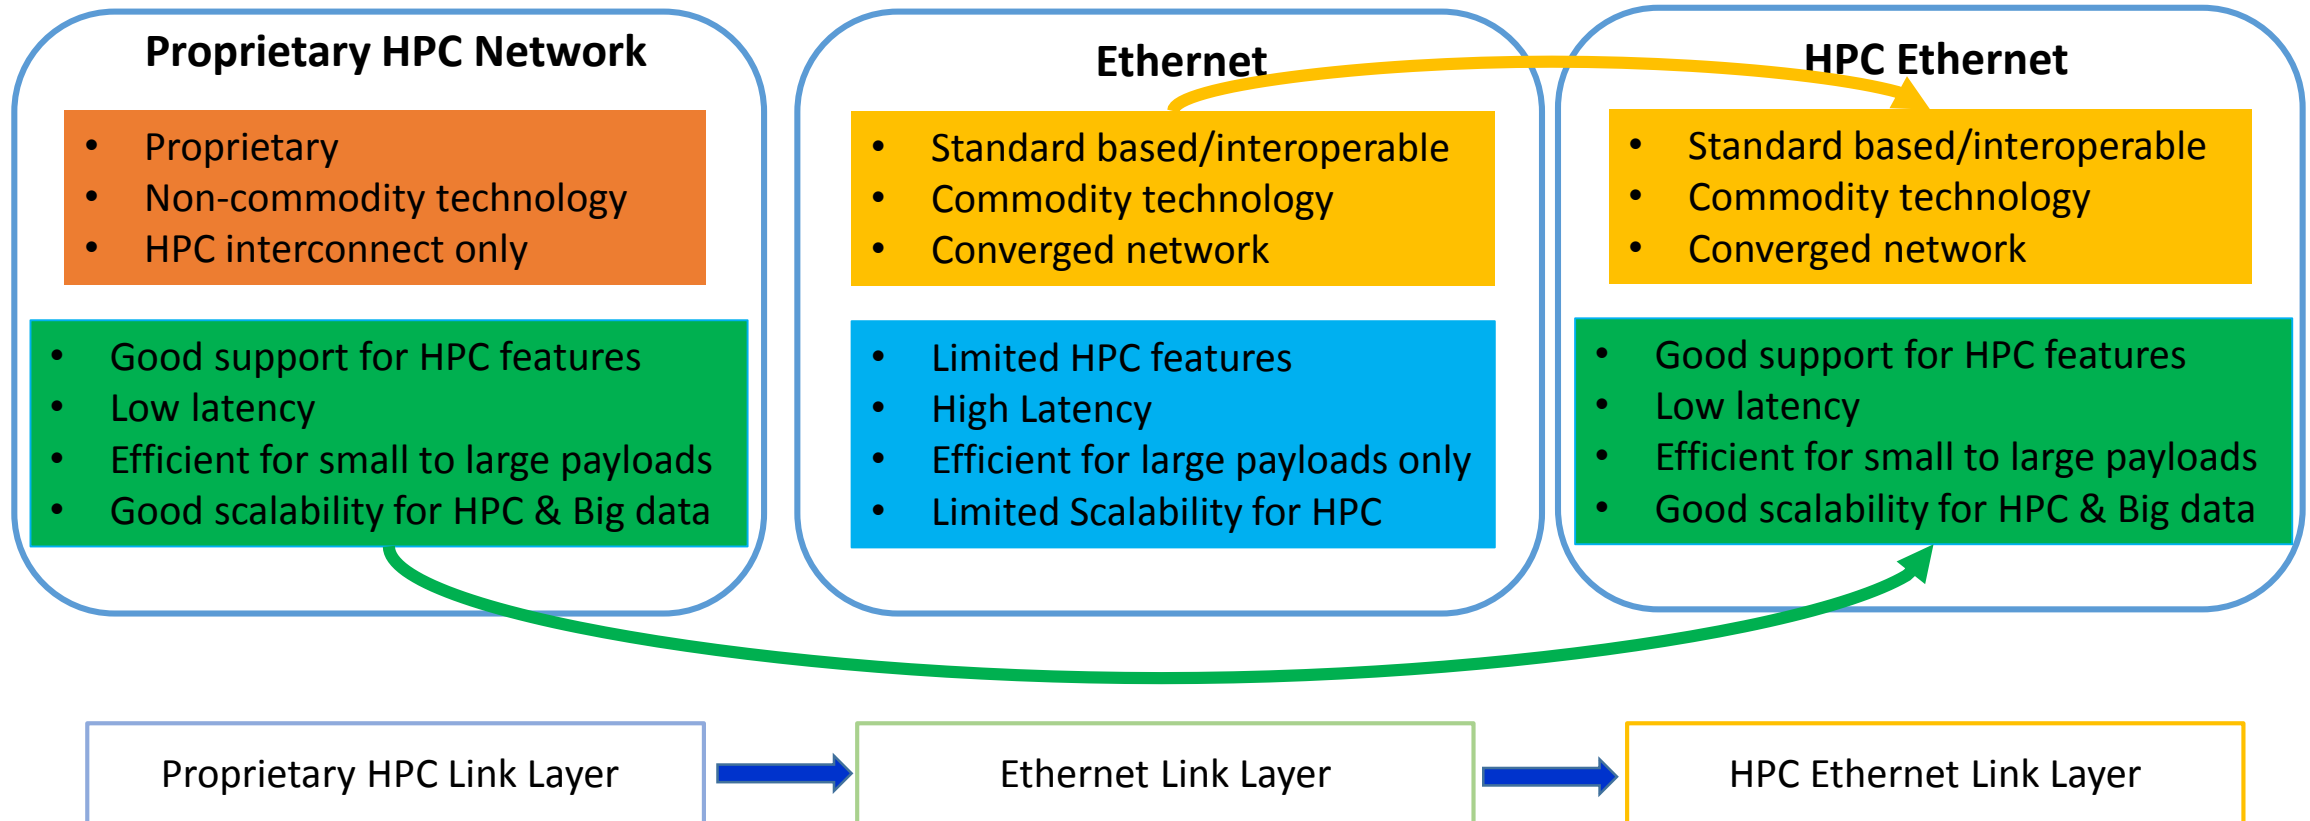 Proprietary HPC Network
• Proprietary
• Non-commodity technology
• HPC interconnect only
• Good support for HPC features
• Low latency
• Efficient for small to large payloads
• Good scalability for HPC & Big data
Ethernet
• Standard based/interoperable
• Commodity technology
• Converged network
• Limited HPC features
• High Latency
• Efficient for large payloads only
• Limited Scalability for HPC
HPC Ethernet
• Standard based/interoperable
• Commodity technology
• Converged network
• Good support for HPC features
• Low latency
• Efficient for small to large payloads
• Good scalability for HPC & Big data
Proprietary HPC Link Layer
Ethernet Link Layer
HPC Ethernet Link Layer